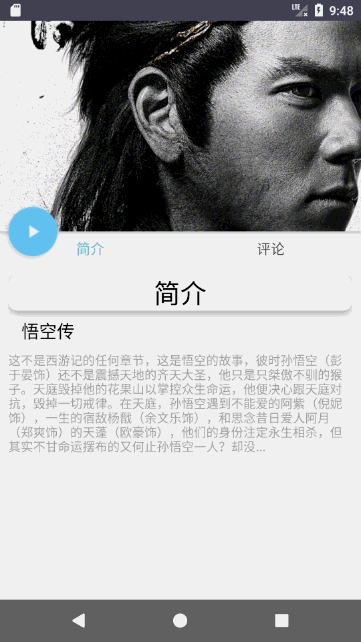 LTE 9:48
简介 评论
简介
悟空传
这不是西游记的任何章节，这是悟空的故事，彼时孙悟空（彭
于晏饰）还不是震撼天地的齐天大圣，他只是只桀傲不驯的猴
子。天庭毁掉他的花果山以掌控众生命运，他便决心跟天庭对
抗，毁掉一切戒律。在天庭，孙悟空遇到不能爱的阿紫（倪妮
饰），一生的宿敌杨戬（余文乐饰），和思念昔日爱人阿月
（郑爽饰）的天蓬（欧豪饰），他们的身份注定永生相杀，但
其实不甘命运摆布的又何止孙悟空一人？却没...